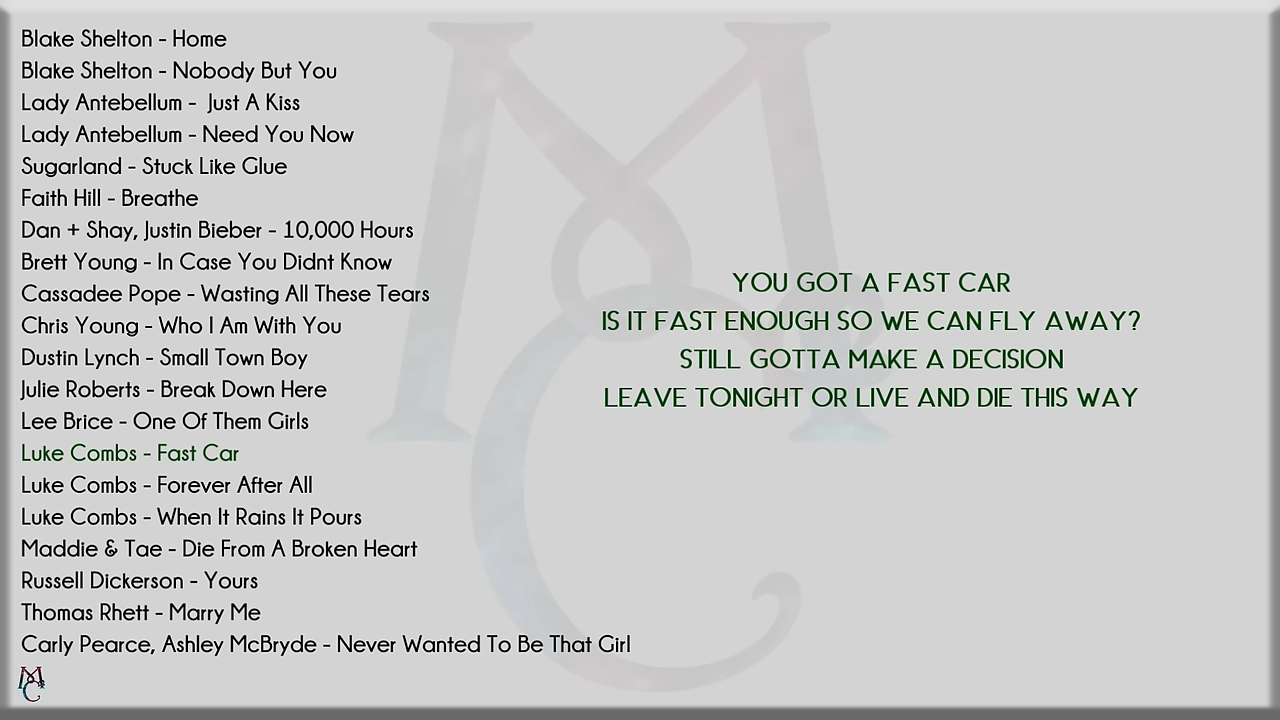 Blake Shelton - Home
Blake Shelton - Nobody But You
Lady Antebellum -  Just A Kiss
Lady Antebellum - Need You Now
Sugarland - Stuck Like Glue
Faith Hill - Breathe
Dan + Shay, Justin Bieber - 10,000 Hours
Brett Young - In Case You Didnt Know
Cassadee Pope - Wasting All These Tears
Chris Young - Who I Am With You
Dustin Lynch - Small Town Boy
Julie Roberts - Break Down Here
Lee Brice - One Of Them Girls
Luke Combs - Fast Car
Luke Combs - Forever After All
Luke Combs - When It Rains It Pours
Maddie & Tae - Die From A Broken Heart
Russell Dickerson - Yours
Thomas Rhett - Marry Me
Carly Pearce, Ashley McBryde - Never Wanted To Be That Girl
MC
YOU GOT A FAST CAR
IS IT FAST ENOUGH SO WE CAN FLY AWAY?
STILL GOTTA MAKE A DECISION
LEAVE TONIGHT OR LIVE AND DIE THIS WAY
MC